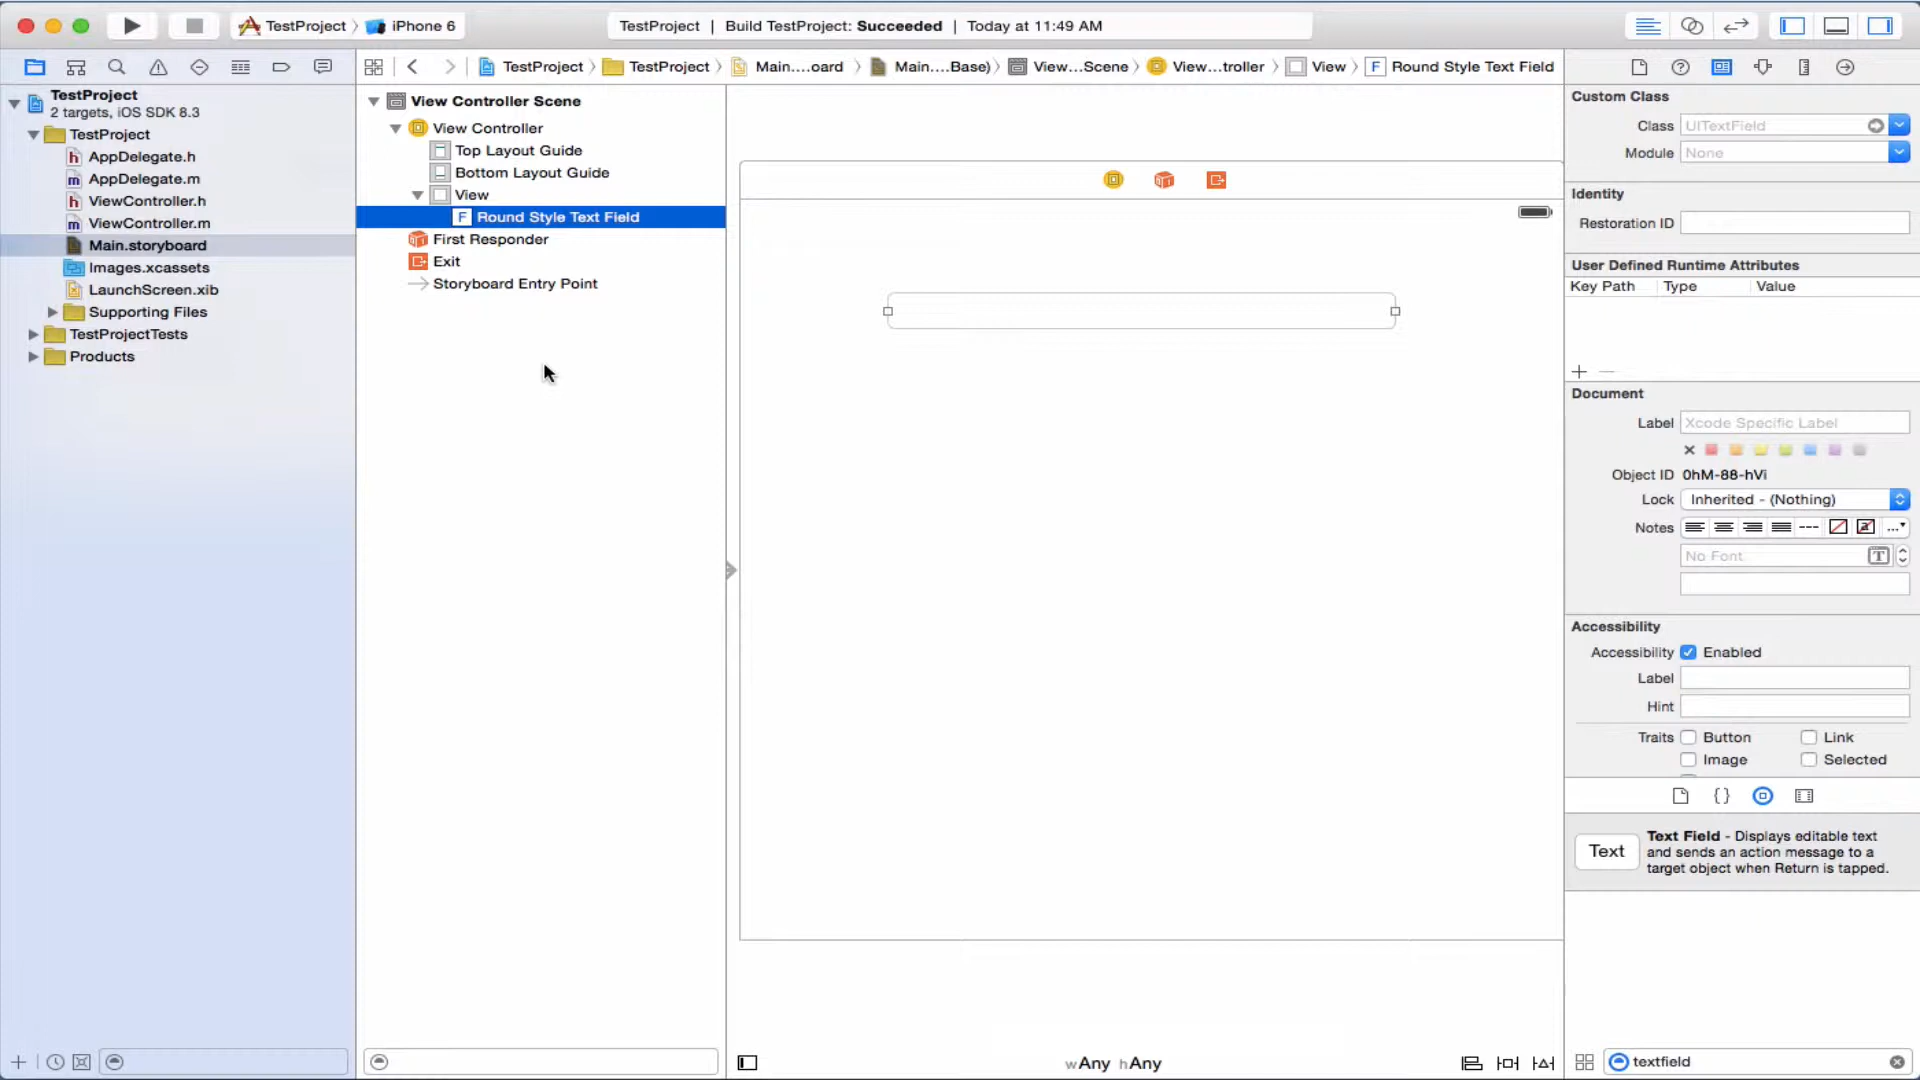 TestProject 〉 iPhone 6
TestProject | Build TestProject: Succeeded | Today at 11:49 AM
TestProject 〉 TestProject 〉 Main....oard 〉 Main....Base) 〉 View...Scene 〉 View...troller 〉 View 〉 F Round Style Text Field
TestProject
2 targets, iOS SDK 8.3
TestProject
h AppDelegate.h
m AppDelegate.m
h ViewController.h
m ViewController.m
Main.storyboard
Images.xcassets
LaunchScreen.xib
Supporting Files
TestProjectTests
Products
View Controller Scene
View Controller
Top Layout Guide
Bottom Layout Guide
View
F Round Style Text Field
First Responder
Exit
Storyboard Entry Point
wAny hAny
Custom Class
Class UITextField
Module None
Identity
Restoration ID
User Defined Runtime Attributes
Key Path Type Value
Document
Label Xcode Specific Label
Object ID 0hM-88-hVi
Lock Inherited - (Nothing)
Notes
No Font T
Accessibility
Accessibility Enabled
Label
Hint
Traits Button Link
Image Selected
{}
Text
Text Field - Displays editable text
and sends an action message to a
target object when Return is tapped.
textfield